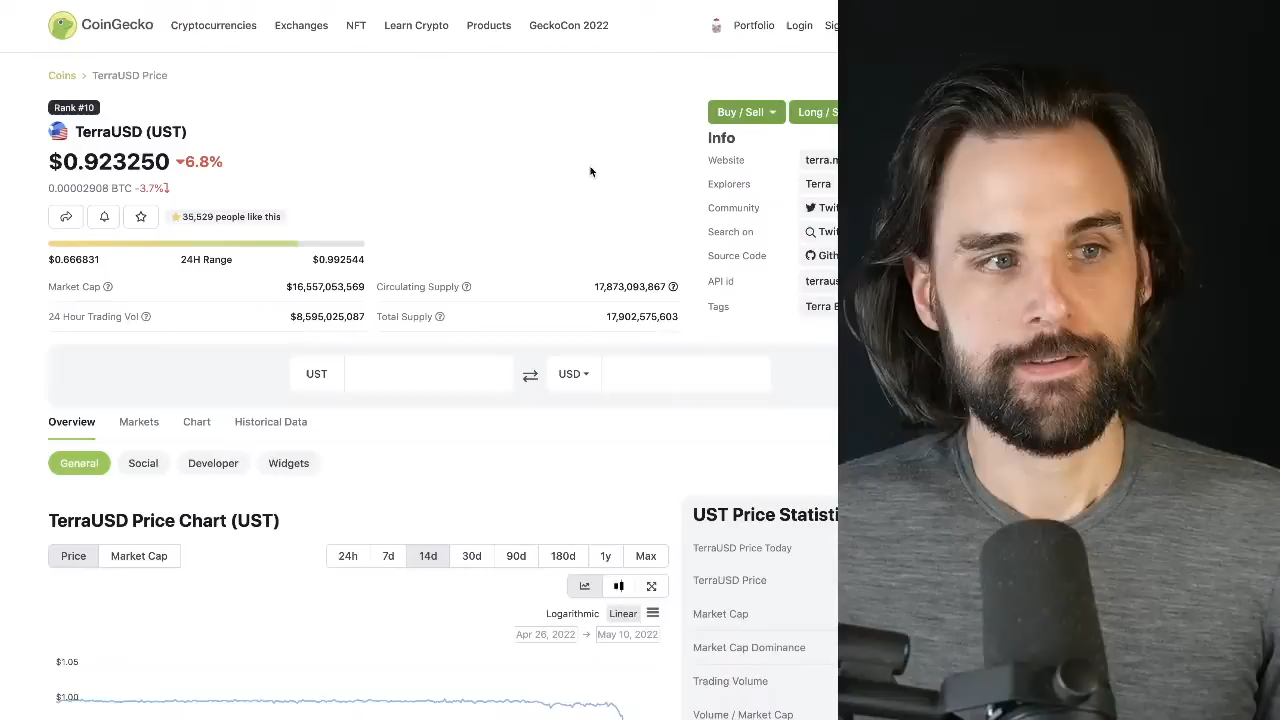 CoinGecko Cryptocurrencies Exchanges NFT Learn Crypto Products GeckoCon 2022 Portfolio Login
Coins > TerraUSD Price
Rank #10
TerraUSD (UST)
$0.923250 6.8%
0.00002908 BTC -3.7%
35,529 people like this
$0.666831 24H Range $0.992544
Market Cap $16,557,053,569
24 Hour Trading Vol $8,595,025,087
Circulating Supply 17,873,093,867
Total Supply 17,902,575,603
Buy / Sell Long / S
Info
Website terra.m
Explorers Terra
Community Twit
Search on Twit
Source Code Gith
API id terraus
Tags Terra E
UST USD
Overview Markets Chart Historical Data
General Social Developer Widgets
TerraUSD Price Chart (UST)
Price Market Cap 24h 7d 14d 30d 90d 180d 1y Max
Logarithmic Linear
Apr 26, 2022 → May 10, 2022
$1.05
$1.00
UST Price Statisti
TerraUSD Price Today
TerraUSD Price
Market Cap
Market Cap Dominance
Trading Volume
Volume / Market Cap